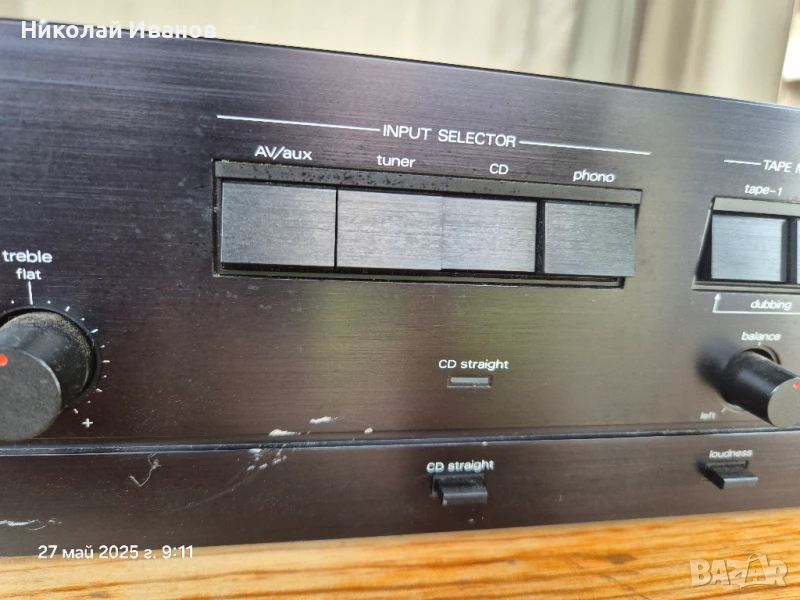 Николай Иванов
INPUT SELECTOR
AV/aux tuner CD phono
TAPE
tape-1
treble
flat
dubbing
balance
CD straight
+
left
loudness
CD straight
27 май 2025 г. 9:11
BAZAR